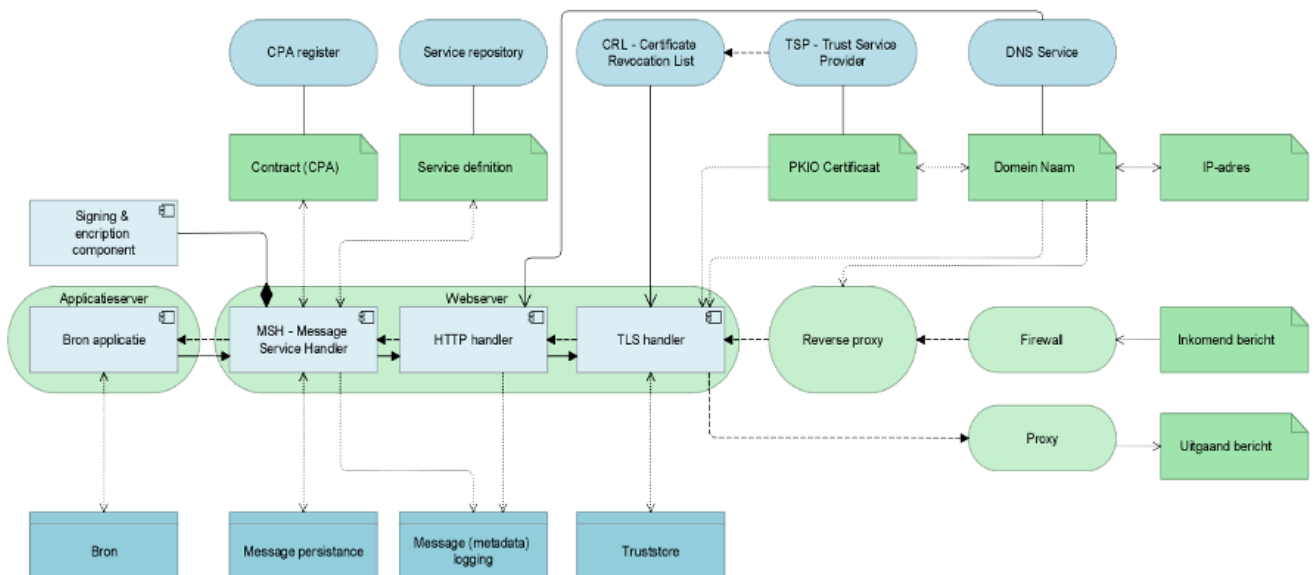 CPA register
Service repository
CRL - Certificate
Revocation List
TSP - Trust Service
Provider
DNS Service
Contract (CPA)
Service definition
PKIO Certificaat
Domein Naam
IP-adres
Signing &
encription
component
Applicatieserver
Webserver
Bron applicatie
MSH - Message
Service Handler
HTTP handler
TLS handler
Reverse proxy
Firewall
Inkomend bericht
Proxy
Uitgaand bericht
Bron
Message persistance
Message (metadata)
logging
Truststore